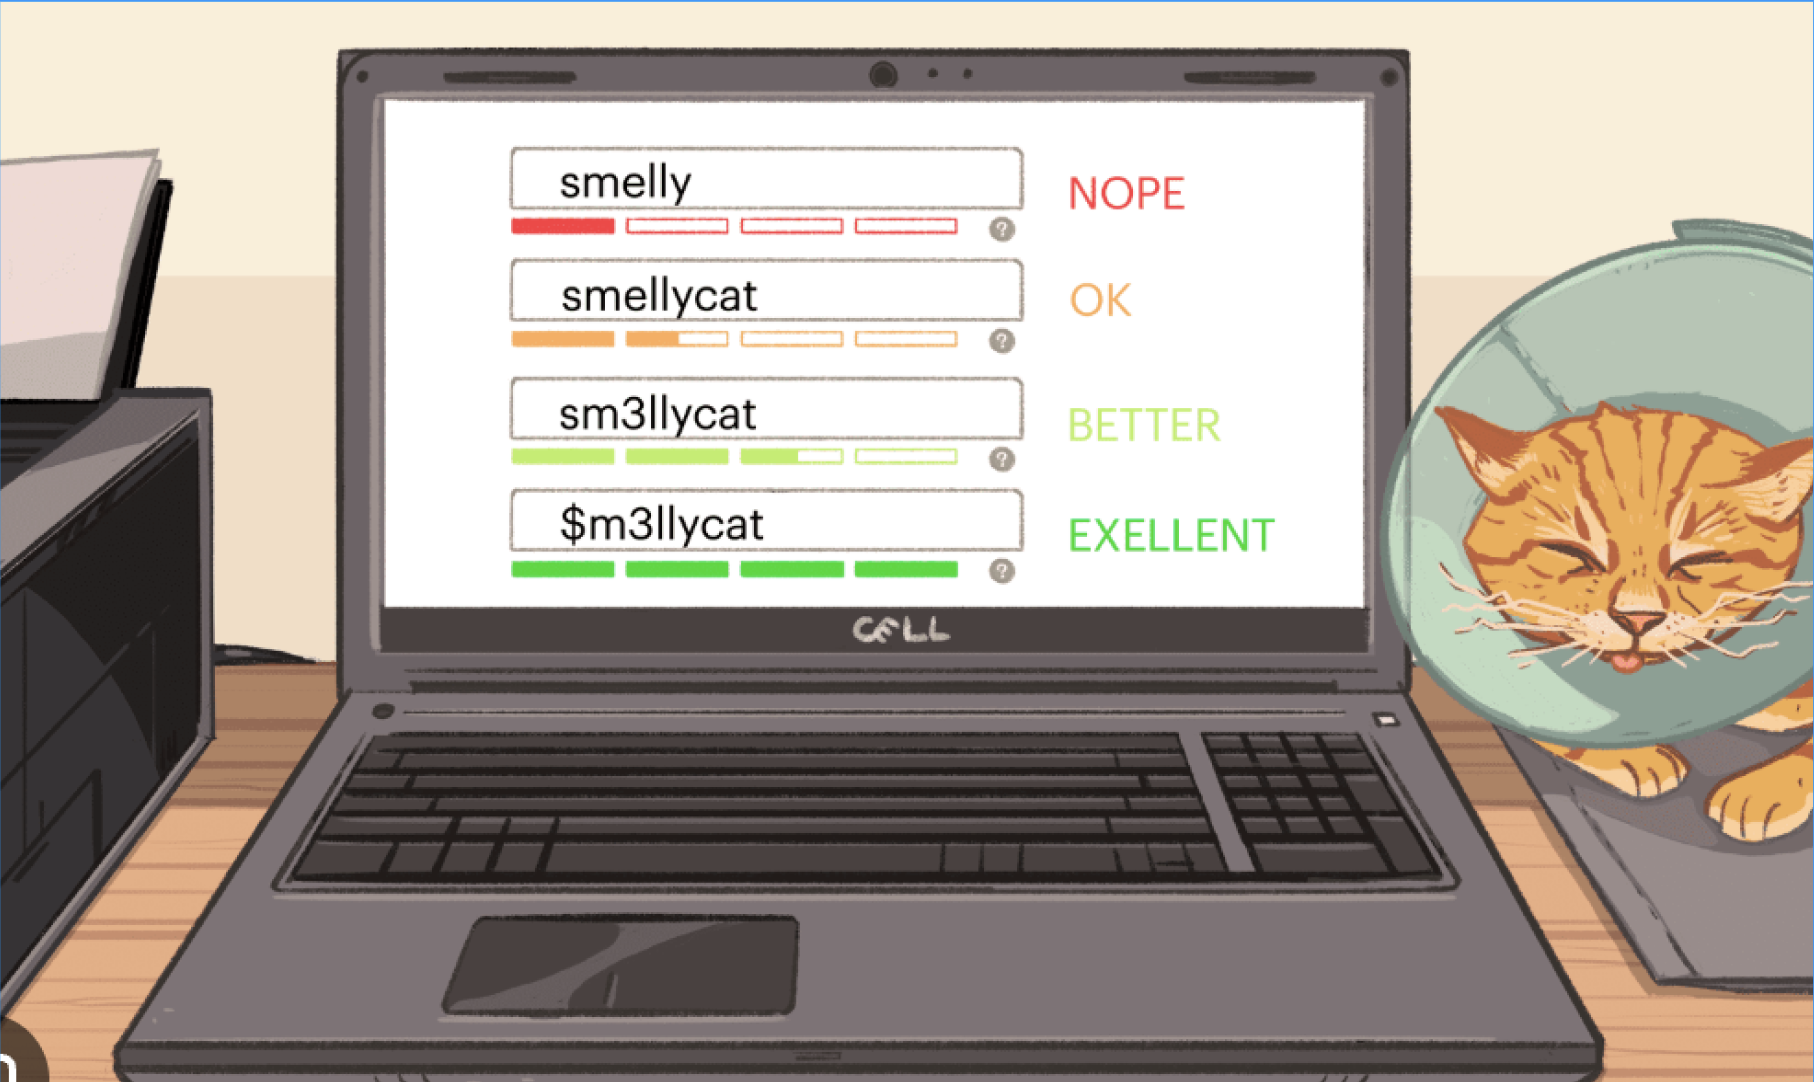 smelly
NOPE
?
smellycat
OK
?
sm3llycat
BETTER
?
$m3llycat
EXELLENT
?
CELL